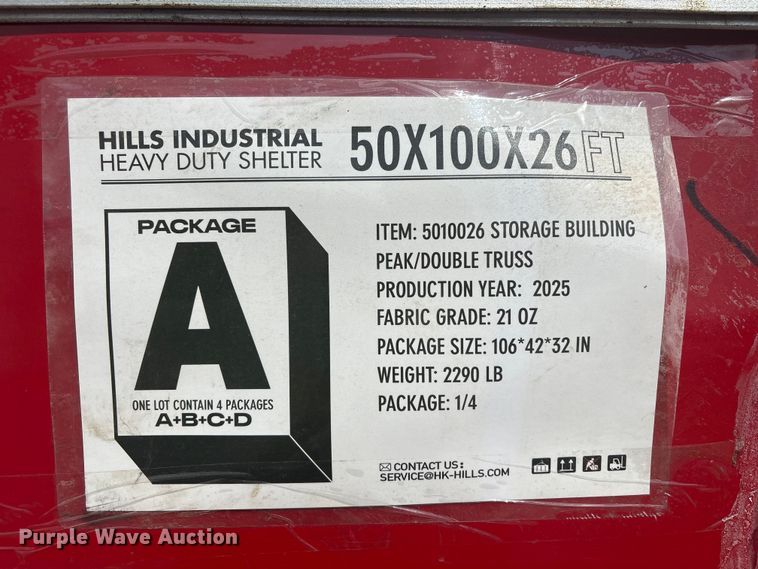 HILLS INDUSTRIAL
HEAVY DUTY SHELTER
50X100X26FT
PACKAGE
A
ONE LOT CONTAIN 4 PACKAGES
A+B+C+D
ITEM: 5010026 STORAGE BUILDING
PEAK/DOUBLE TRUSS
PRODUCTION YEAR: 2025
FABRIC GRADE: 21 OZ
PACKAGE SIZE: 106*42*32 IN
WEIGHT: 2290 LB
PACKAGE: 1/4
CONTACT US:
SERVICE@HK-HILLS.COM
Purple Wave Auction